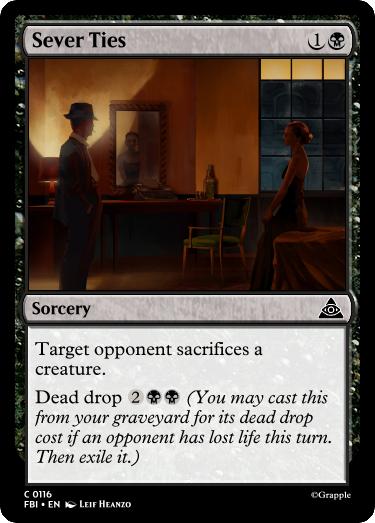 Sever Ties 1
Sorcery
Target opponent sacrifices a
creature.
Dead drop 2 (You may cast this
from your graveyard for its dead drop
cost if an opponent has lost life this turn.
Then exile it.)
C 0116
©Grapple
FBI • EN Leif Heanzo